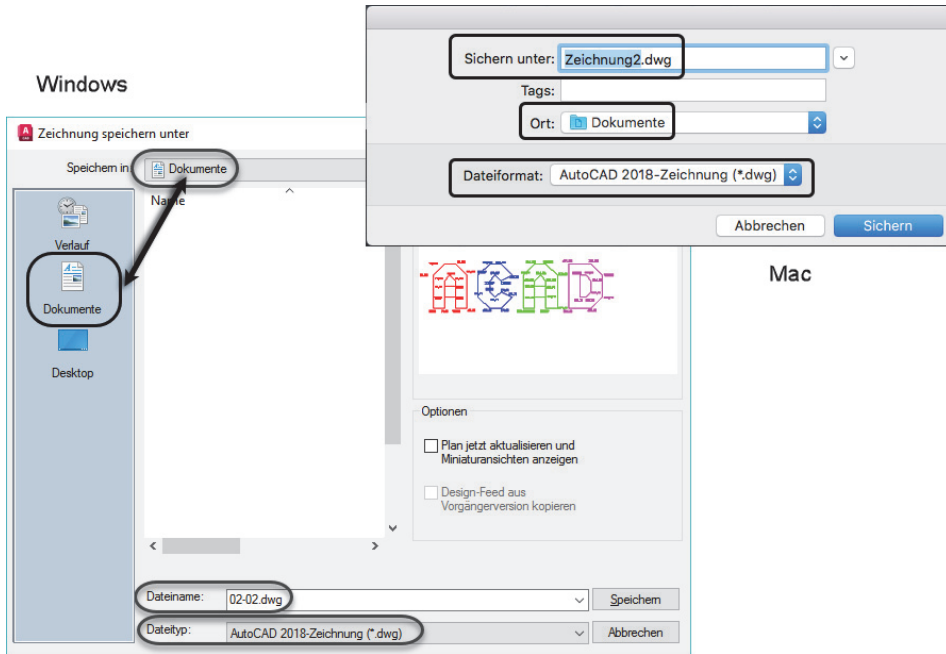 Windows
Zeichnung speichern unter
Speichern in:
Dokumente
Name
Verlauf
Dokumente
Desktop
Optionen
Plan jetzt aktualisieren und
Miniaturansichten anzeigen
Design-Feed aus
Vorgängerversion kopieren
Dateiname:
02-02.dwg
Speichern
Dateityp:
AutoCAD 2018-Zeichnung (*.dwg)
Abbrechen
Sichern unter: Zeichnung2.dwg
Tags:
Ort: Dokumente
Dateiformat: AutoCAD 2018-Zeichnung (*.dwg)
Abbrechen
Sichern
Mac